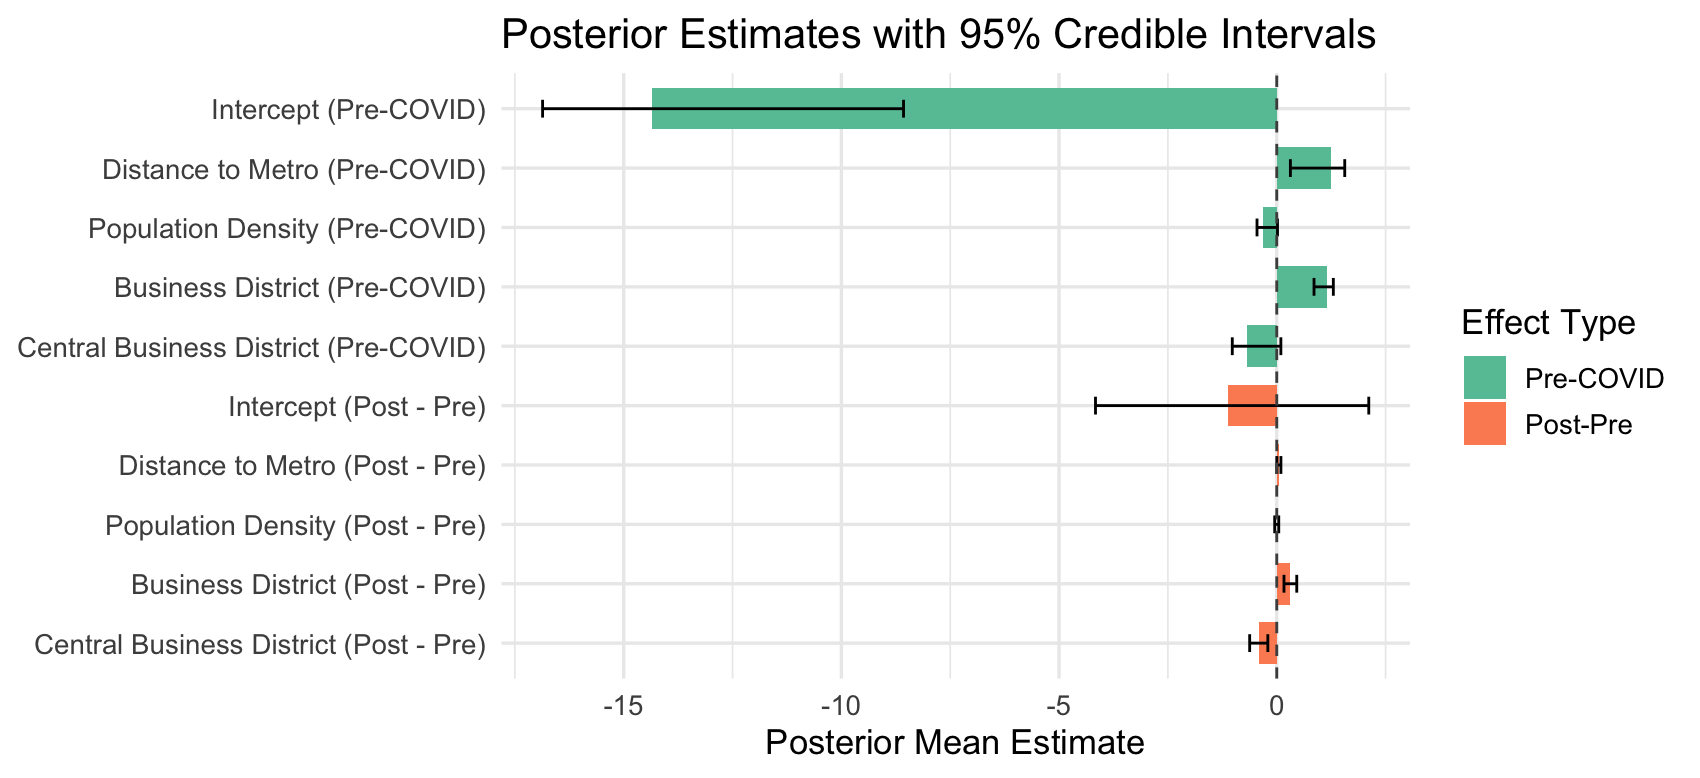 Posterior Estimates with 95% Credible Intervals
Intercept (Pre-COVID)
Distance to Metro (Pre-COVID)
Population Density (Pre-COVID)
Business District (Pre-COVID)
Central Business District (Pre-COVID)
Intercept (Post - Pre)
Distance to Metro (Post - Pre)
Population Density (Post - Pre)
Business District (Post - Pre)
Central Business District (Post - Pre)
-15
-10
-5
0
Posterior Mean Estimate
Effect Type
Pre-COVID
Post-Pre